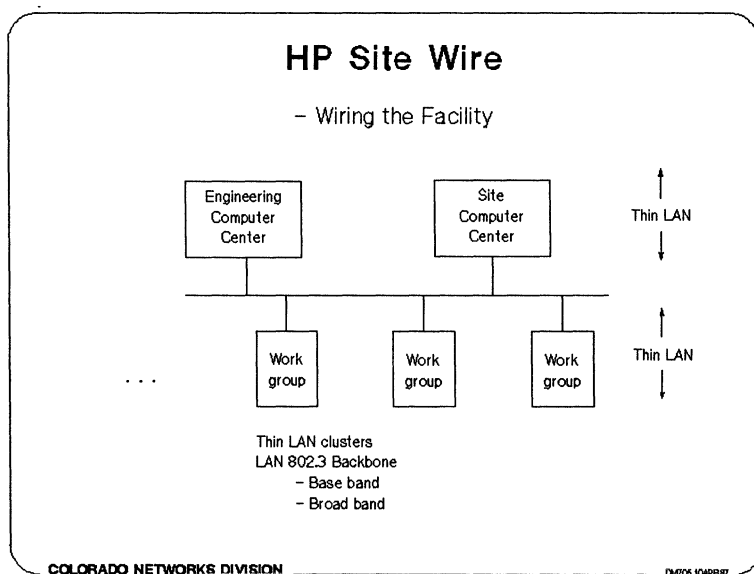 HP Site Wire
– Wiring the Facility
Engineering
Computer
Center
Site
Computer
Center
Thin LAN
Work
group
Work
group
Work
group
Thin LAN
. . .
Thin LAN clusters
LAN 802.3 Backbone
– Base band
– Broad band
COLORADO NETWORKS DIVISION